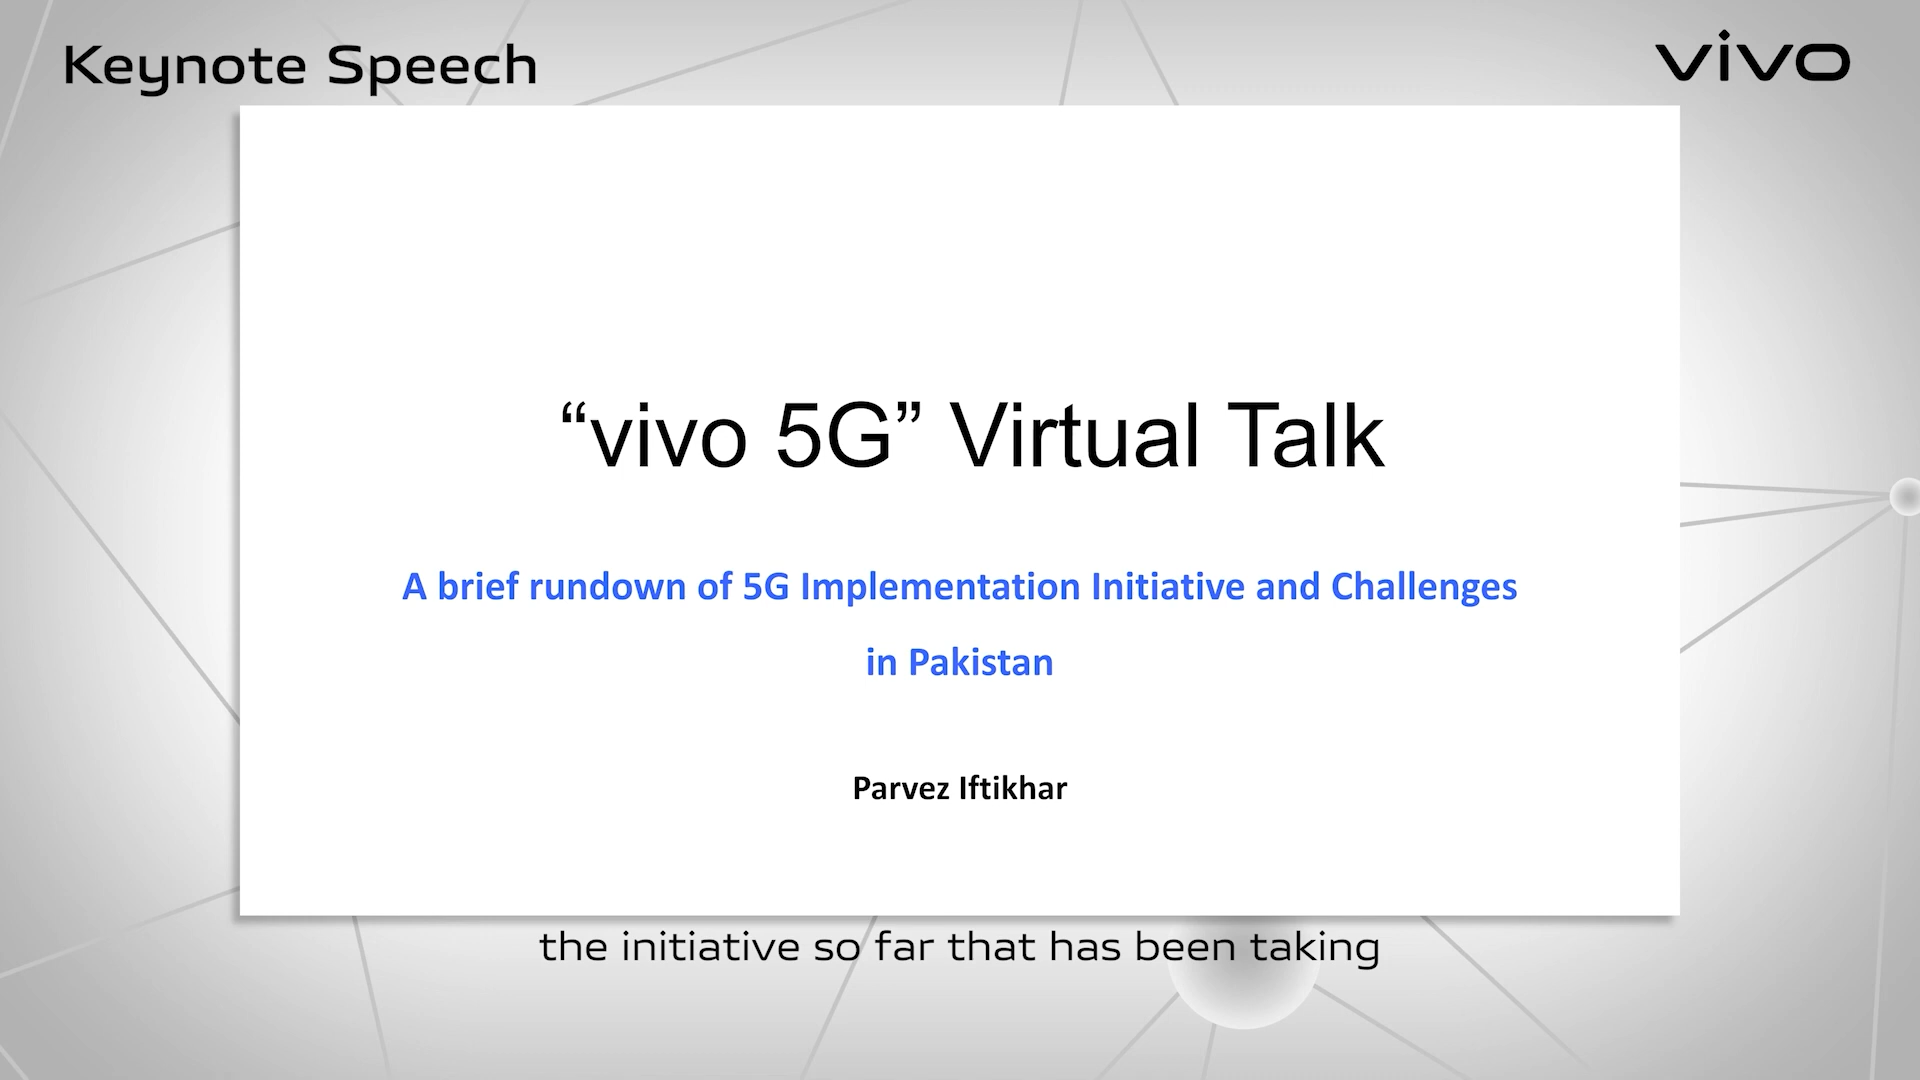 Keynote Speech
vivo
“vivo 5G” Virtual Talk
A brief rundown of 5G Implementation Initiative and Challenges
in Pakistan
Parvez Iftikhar
the initiative so far that has been taking